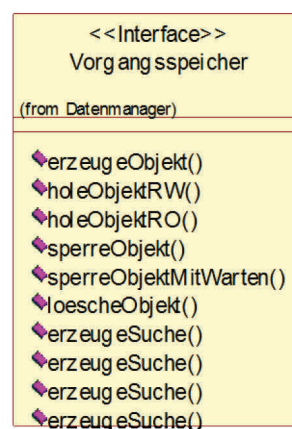 <<Interface>>
Vorgangsspeicher
(from Datenmanager)
erzeugeObjekt()
holeObjektRW()
holeObjektRO()
sperreObjekt()
sperreObjektMitWarten()
loescheObjekt()
erzeugeSuche()
erzeugeSuche()
erzeugeSuche()
erzeugeSuche()